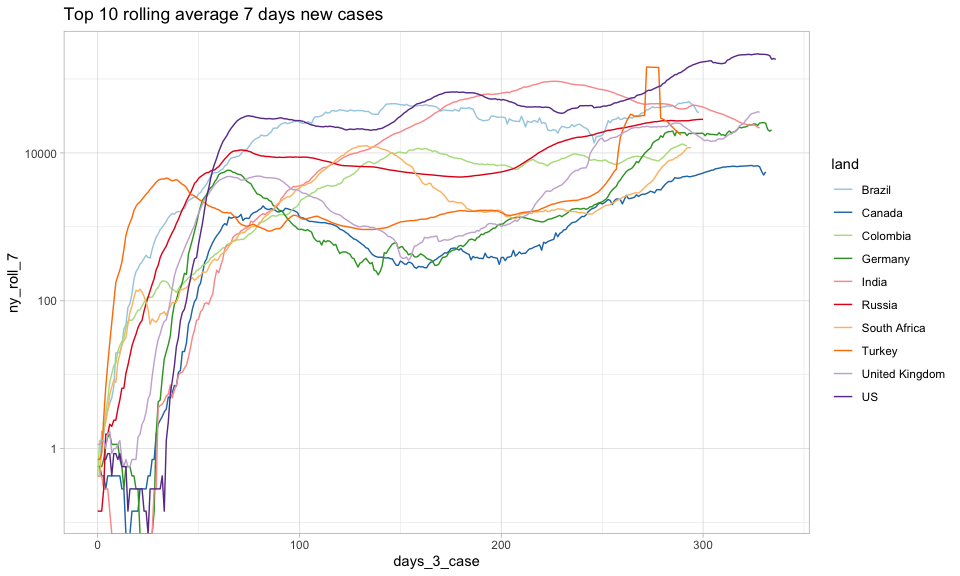 Top 10 rolling average 7 days new cases
ny_roll_7
10000
100
1
0
100
200
300
days_3_case
land
Brazil
Canada
Colombia
Germany
India
Russia
South Africa
Turkey
United Kingdom
US